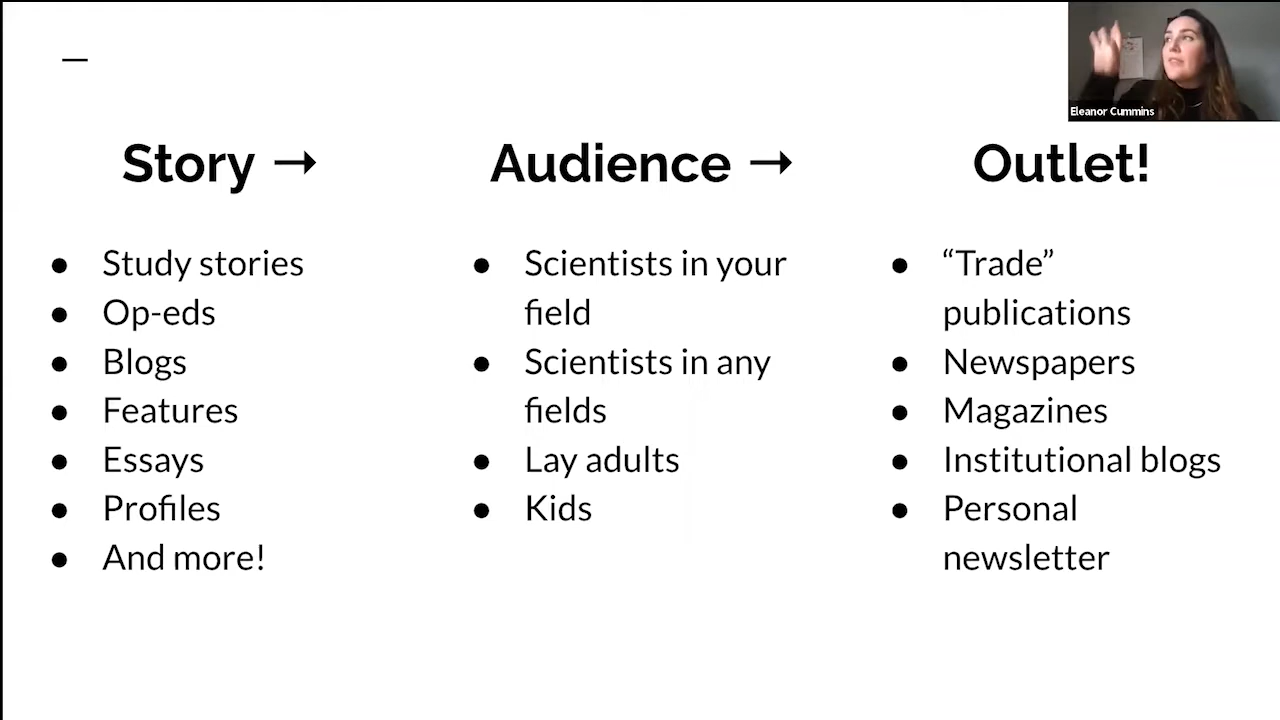 Eleanor Cummins
Story →
● Study stories
● Op-eds
● Blogs
● Features
● Essays
● Profiles
● And more!
Audience →
● Scientists in your
field
● Scientists in any
fields
● Lay adults
● Kids
Outlet!
● “Trade”
publications
● Newspapers
● Magazines
● Institutional blogs
● Personal
newsletter